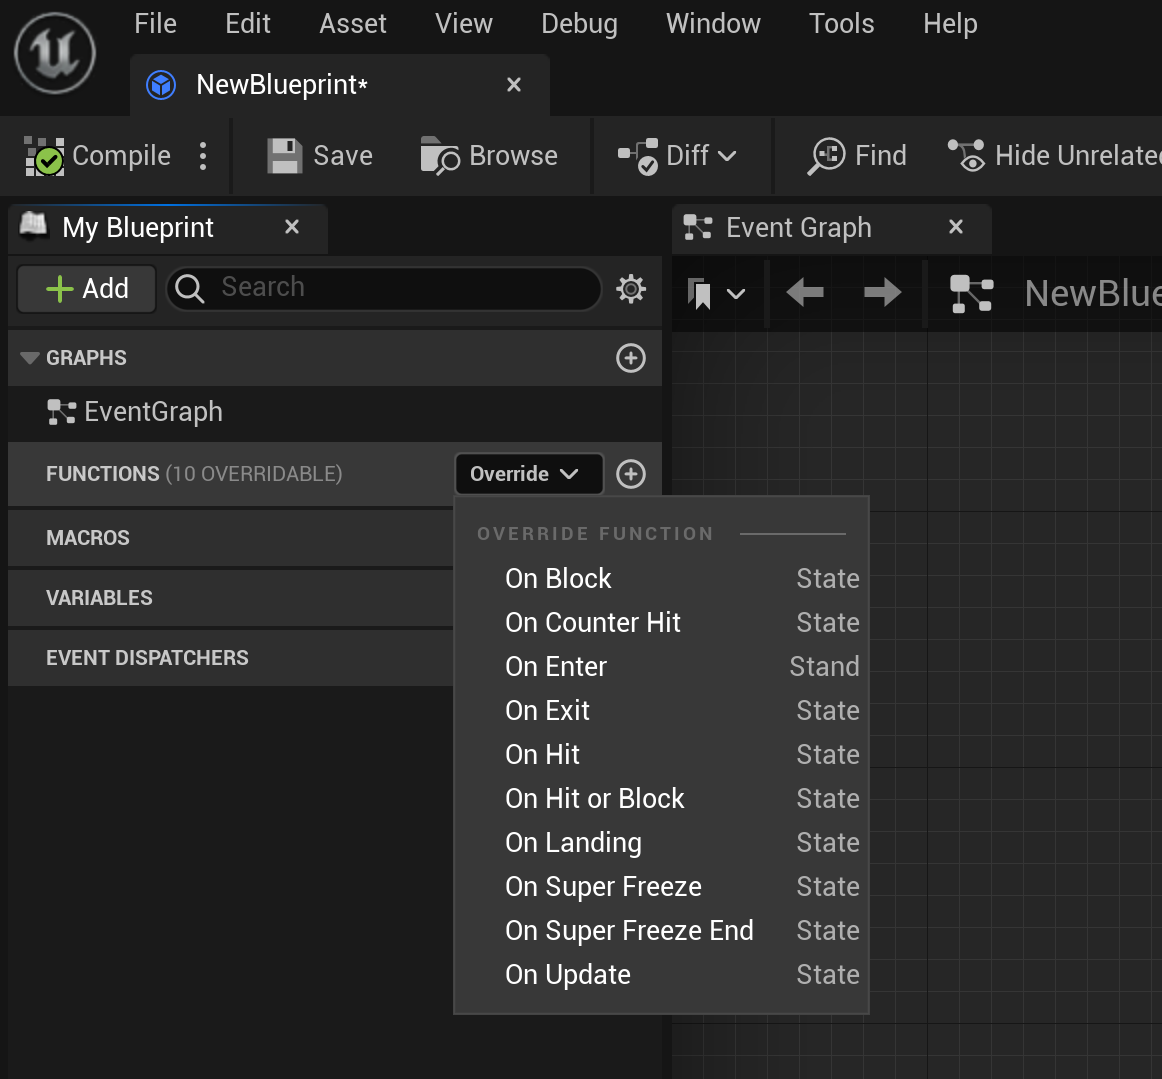 File Edit Asset View Debug Window Tools Help
NewBlueprint*
Compile Save Browse Diff Find Hide Unrelated
My Blueprint Event Graph
Add Search NewBlue
GRAPHS
EventGraph
FUNCTIONS (10 OVERRIDABLE) Override
MACROS
VARIABLES
EVENT DISPATCHERS
OVERRIDE FUNCTION
On Block State
On Counter Hit State
On Enter Stand
On Exit State
On Hit State
On Hit or Block State
On Landing State
On Super Freeze State
On Super Freeze End State
On Update State